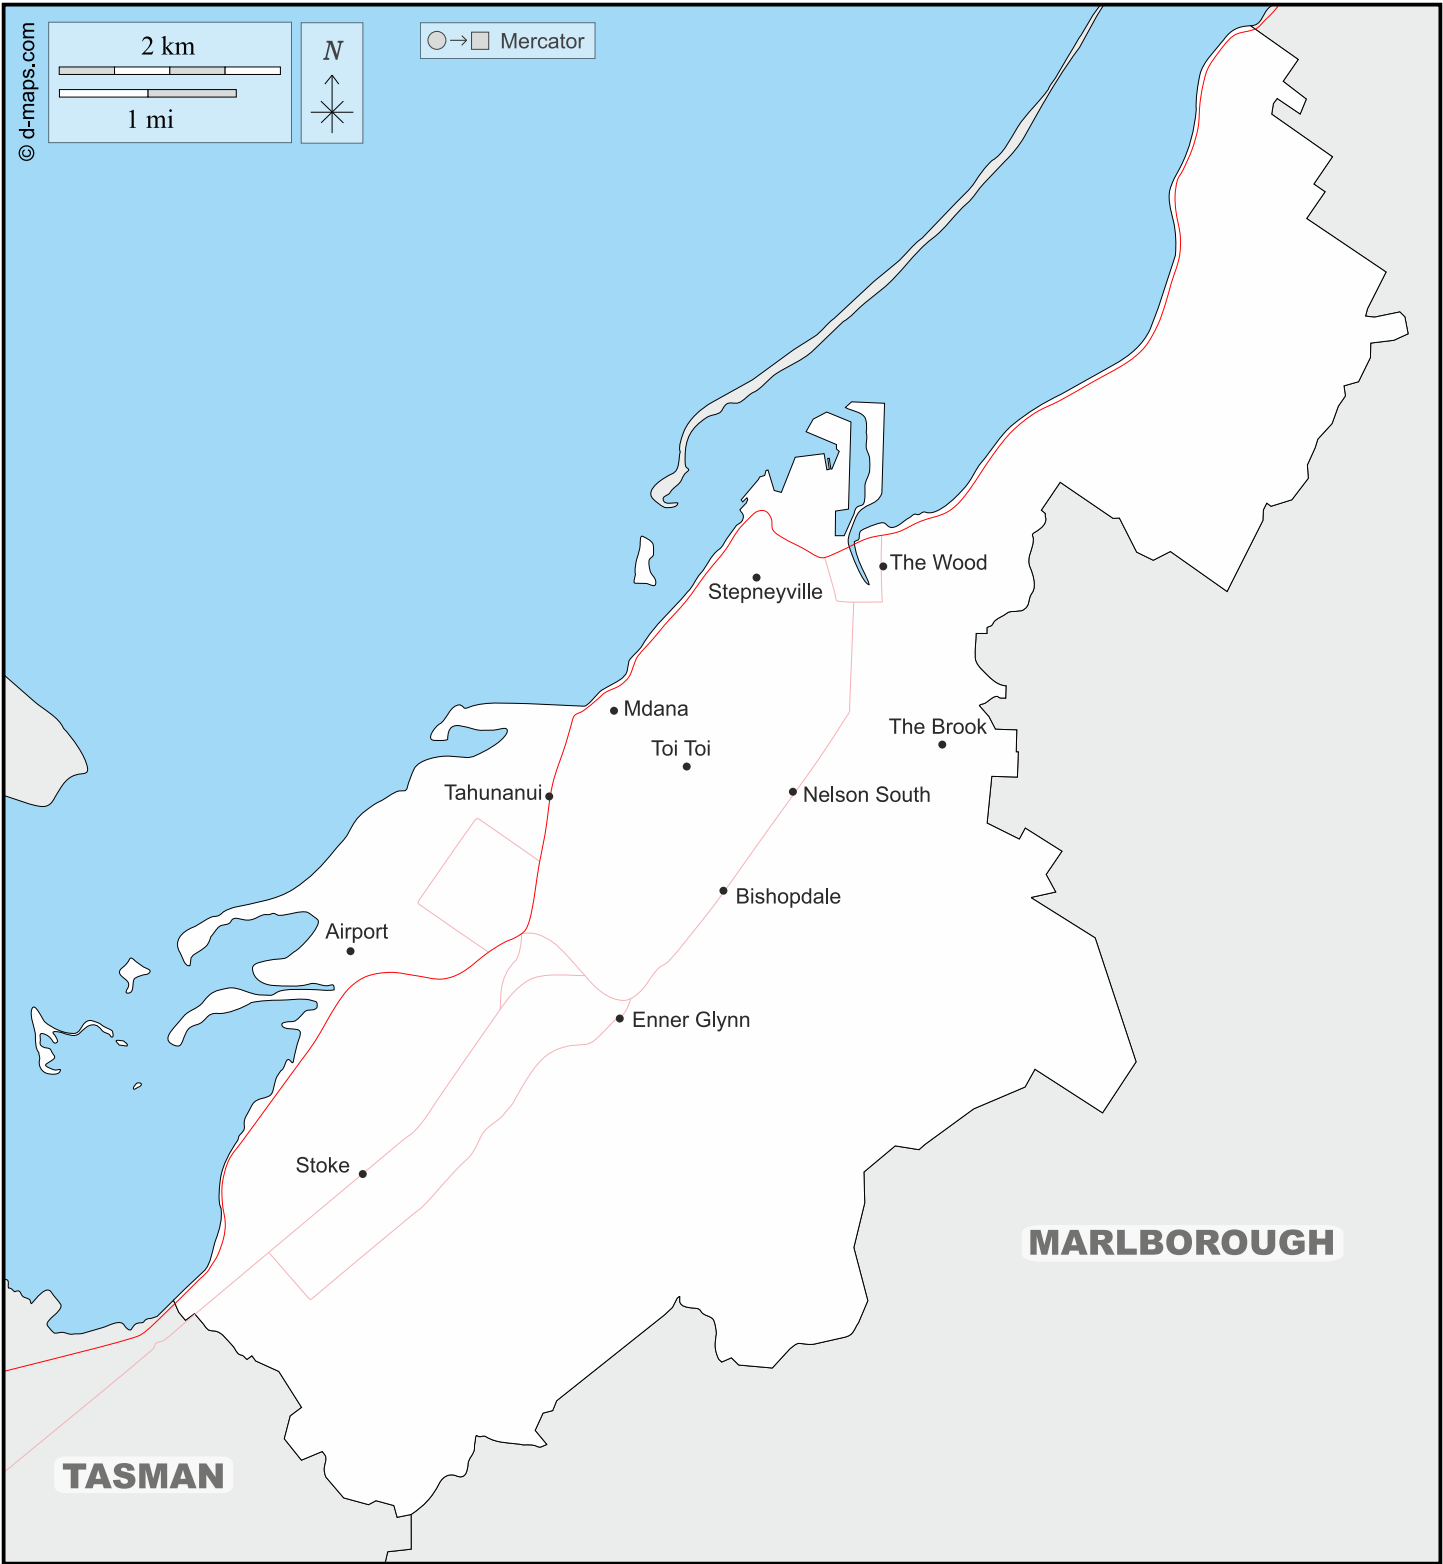 © d-maps.com
2 km
1 mi
N
Mercator
The Wood
Stepneyville
Mdana
The Brook
Toi Toi
Tahunanui
Nelson South
Bishopdale
Airport
Enner Glynn
Stoke
MARLBOROUGH
TASMAN